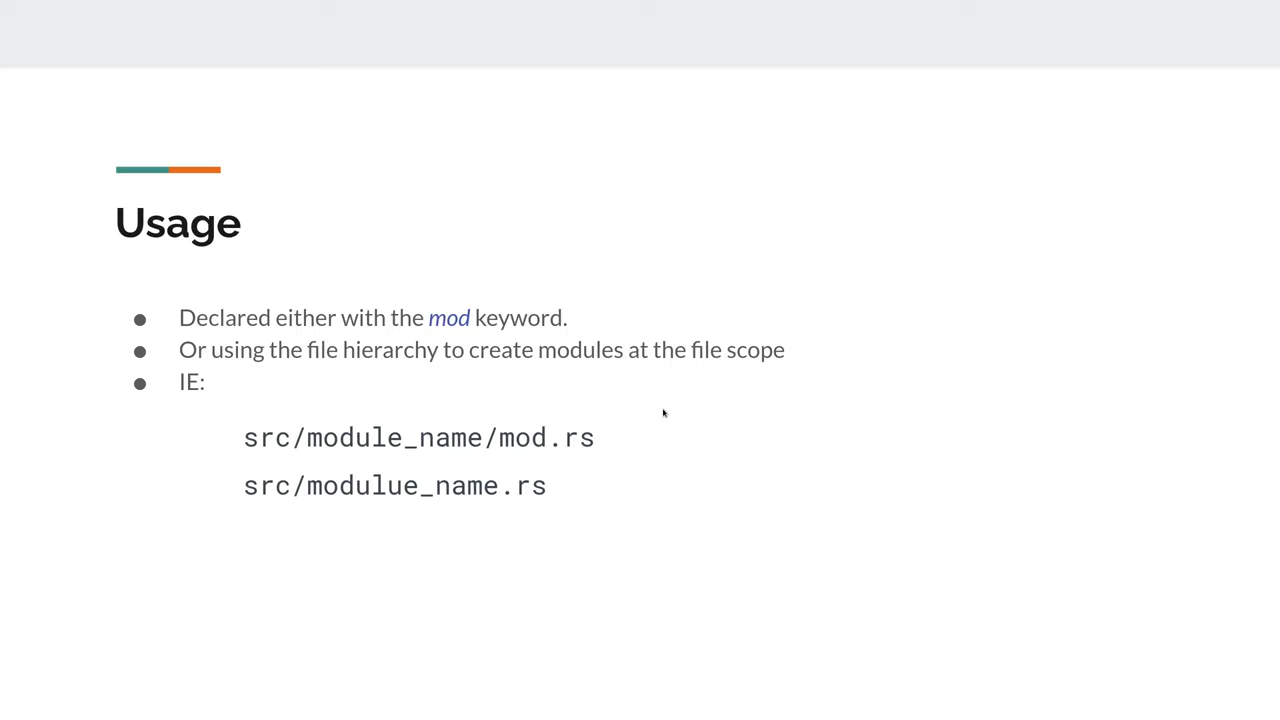 Usage
● Declared either with the mod keyword.
● Or using the file hierarchy to create modules at the file scope
● IE:
src/module_name/mod.rs
src/modulue_name.rs